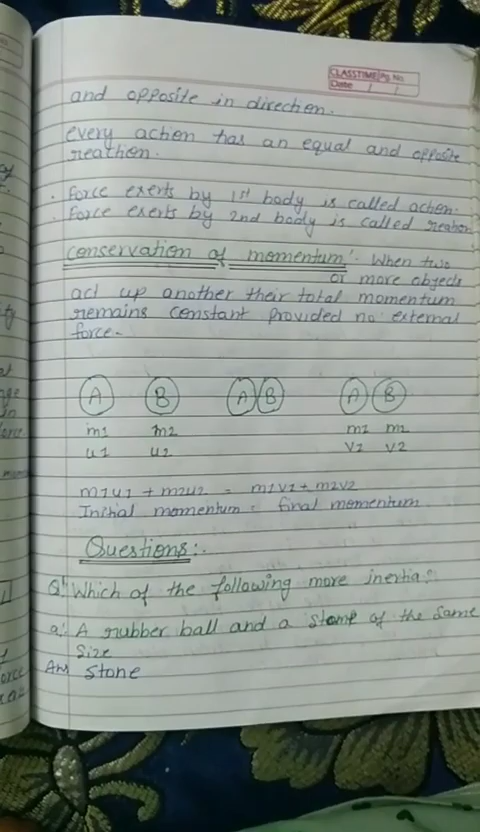 CLASSTIME Pg. No.
Date / /
and opposite in direction.
every action has an equal and opposite
reathien.
. Force exerts by 1st body is called action.
. Force exerts by 2nd body is called reation
conservation of momentum : When two
or more objects
act up another their total momentum
remains constant provided no external
force.
A B A B A B
m1 m2 m1 m2
u1 u2 v1 v2
m1u1 + m2u2 = m1v1 + m2v2
Initial momentum = final momentum
Questions:.
Q1 Which of the following more inertia:
a: A rubber ball and a stone of the same
Size
Ans stone